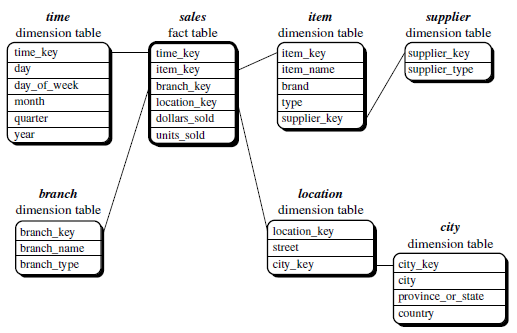 time
dimension table
time_key
day
day_of_week
month
quarter
year
sales
fact table
time_key
item_key
branch_key
location_key
dollars_sold
units_sold
item
dimension table
item_key
item_name
brand
type
supplier_key
supplier
dimension table
supplier_key
supplier_type
branch
dimension table
branch_key
branch_name
branch_type
location
dimension table
location_key
street
city_key
city
dimension table
city_key
city
province_or_state
country